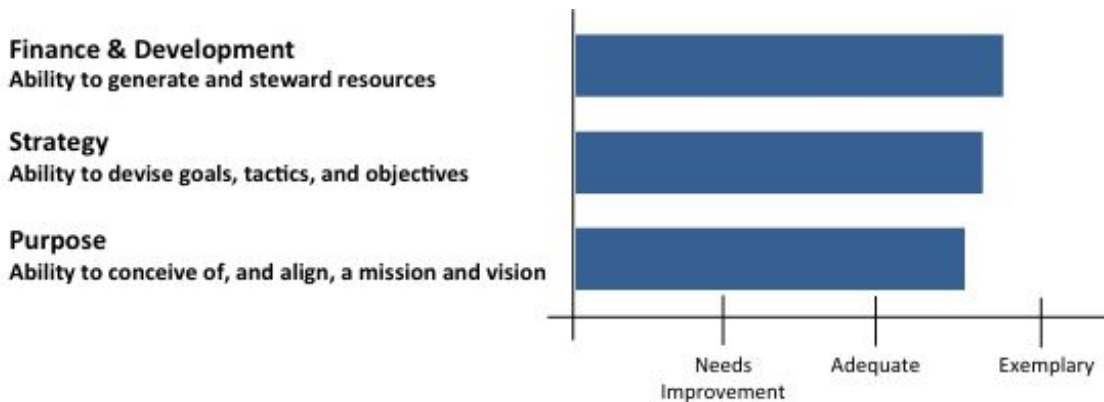 Finance & Development
Ability to generate and steward resources
Strategy
Ability to devise goals, tactics, and objectives
Purpose
Ability to conceive of, and align, a mission and vision
Needs Improvement
Adequate
Exemplary